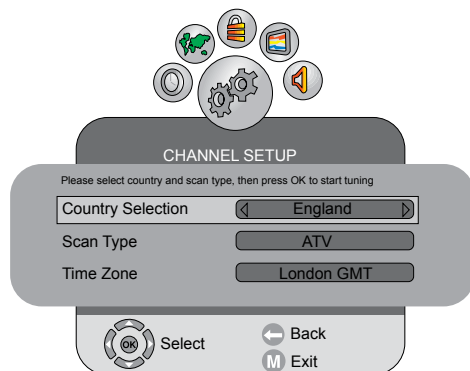 CHANNEL SETUP
Please select country and scan type, then press OK to start tuning
Country Selection England
Scan Type ATV
Time Zone London GMT
OK Select
Back
M Exit